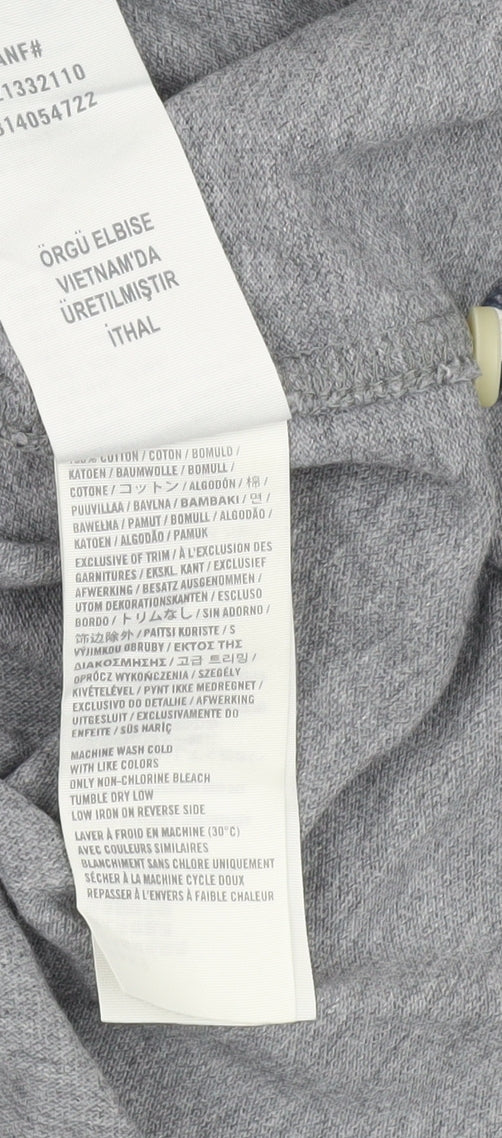 ANF#
1332110
314054722
ÖRGÜ ELBISE
VIETNAM'DA
ÜRETILMIŞTIR
İTHAL
100% COTTON / COTON / BOMULD /
KATOEN / BAUMWOLLE / BOMULL /
COTONE / コットン / ALGODÓN / 棉 /
PUUVILLAA / BAVLNA / ΒΑΜΒΑΚΙ / 면 /
BAWEŁNA / PAMUT / BOMULL / ALGODÃO /
KATOEN / ALGODÃO / PAMUK
EXCLUSIVE OF TRIM / À L'EXCLUSION DES
GARNITURES / EKSKL. KANT / EXCLUSIEF
AFWERKING / BESATZ AUSGENOMMEN /
UTOM DEKORATIONSKANTEN / ESCLUSO
BORDO / トリムなし / SIN ADORNO /
饰边除外 / PAITSI KORISTE / S
VÝJIMKOU OBRUBY / ΕΚΤΟΣ ΤΗΣ
ΔΙΑΚΟΣΜΗΣΗΣ / 고급 트리밍 /
OPRÓCZ WYKOŃCZENIA / SZEGÉLY
KIVÉTELÉVEL / PYNT IKKE MEDREGNET /
EXCLUSIVO DO DETALHE / AFWERKING
UITGESLUIT / EXCLUSIVAMENTE DO
ENFEITE / SÜS HARIÇ
MACHINE WASH COLD
WITH LIKE COLORS
ONLY NON-CHLORINE BLEACH
TUMBLE DRY LOW
LOW IRON ON REVERSE SIDE
LAVER À FROID EN MACHINE (30°C)
AVEC COULEURS SIMILAIRES
BLANCHIMENT SANS CHLORE UNIQUEMENT
SÉCHER À LA MACHINE CYCLE DOUX
REPASSER À L'ENVERS À FAIBLE CHALEUR